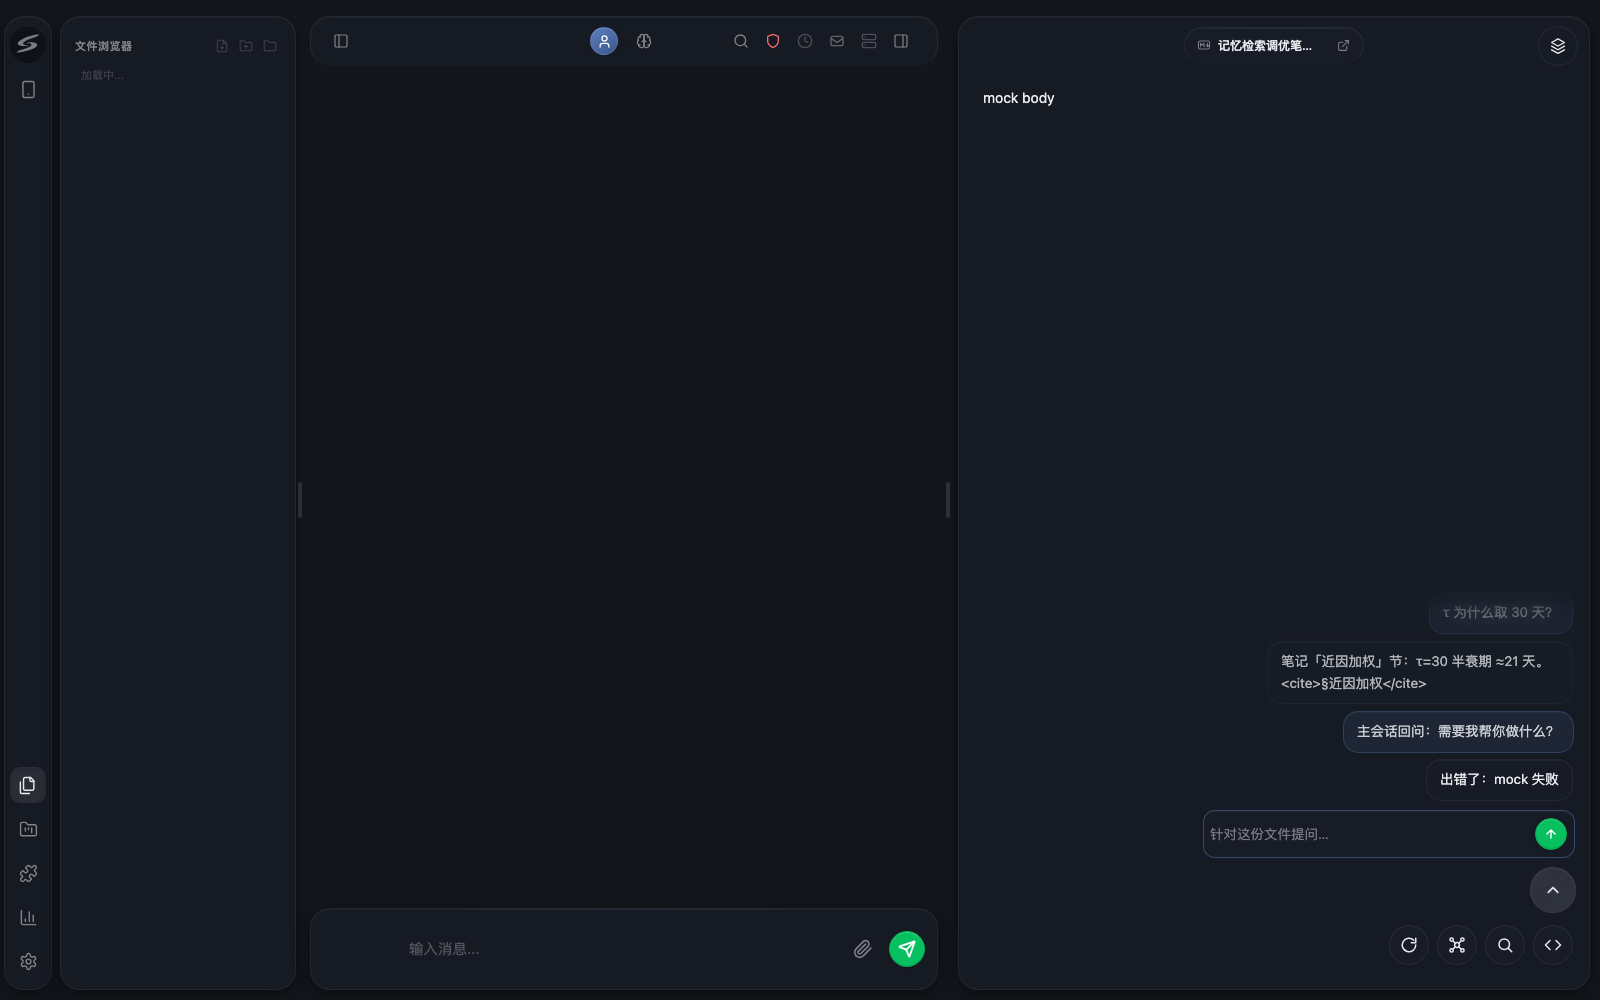 文件浏览器
加载中...
记忆检索调优笔...
mock body
τ 为什么取 30 天?
笔记「近因加权」节：τ=30 半衰期 ≈21 天。
<cite>§近因加权</cite>
主会话回问：需要我帮你做什么?
出错了：mock 失败
针对这份文件提问...
输入消息...